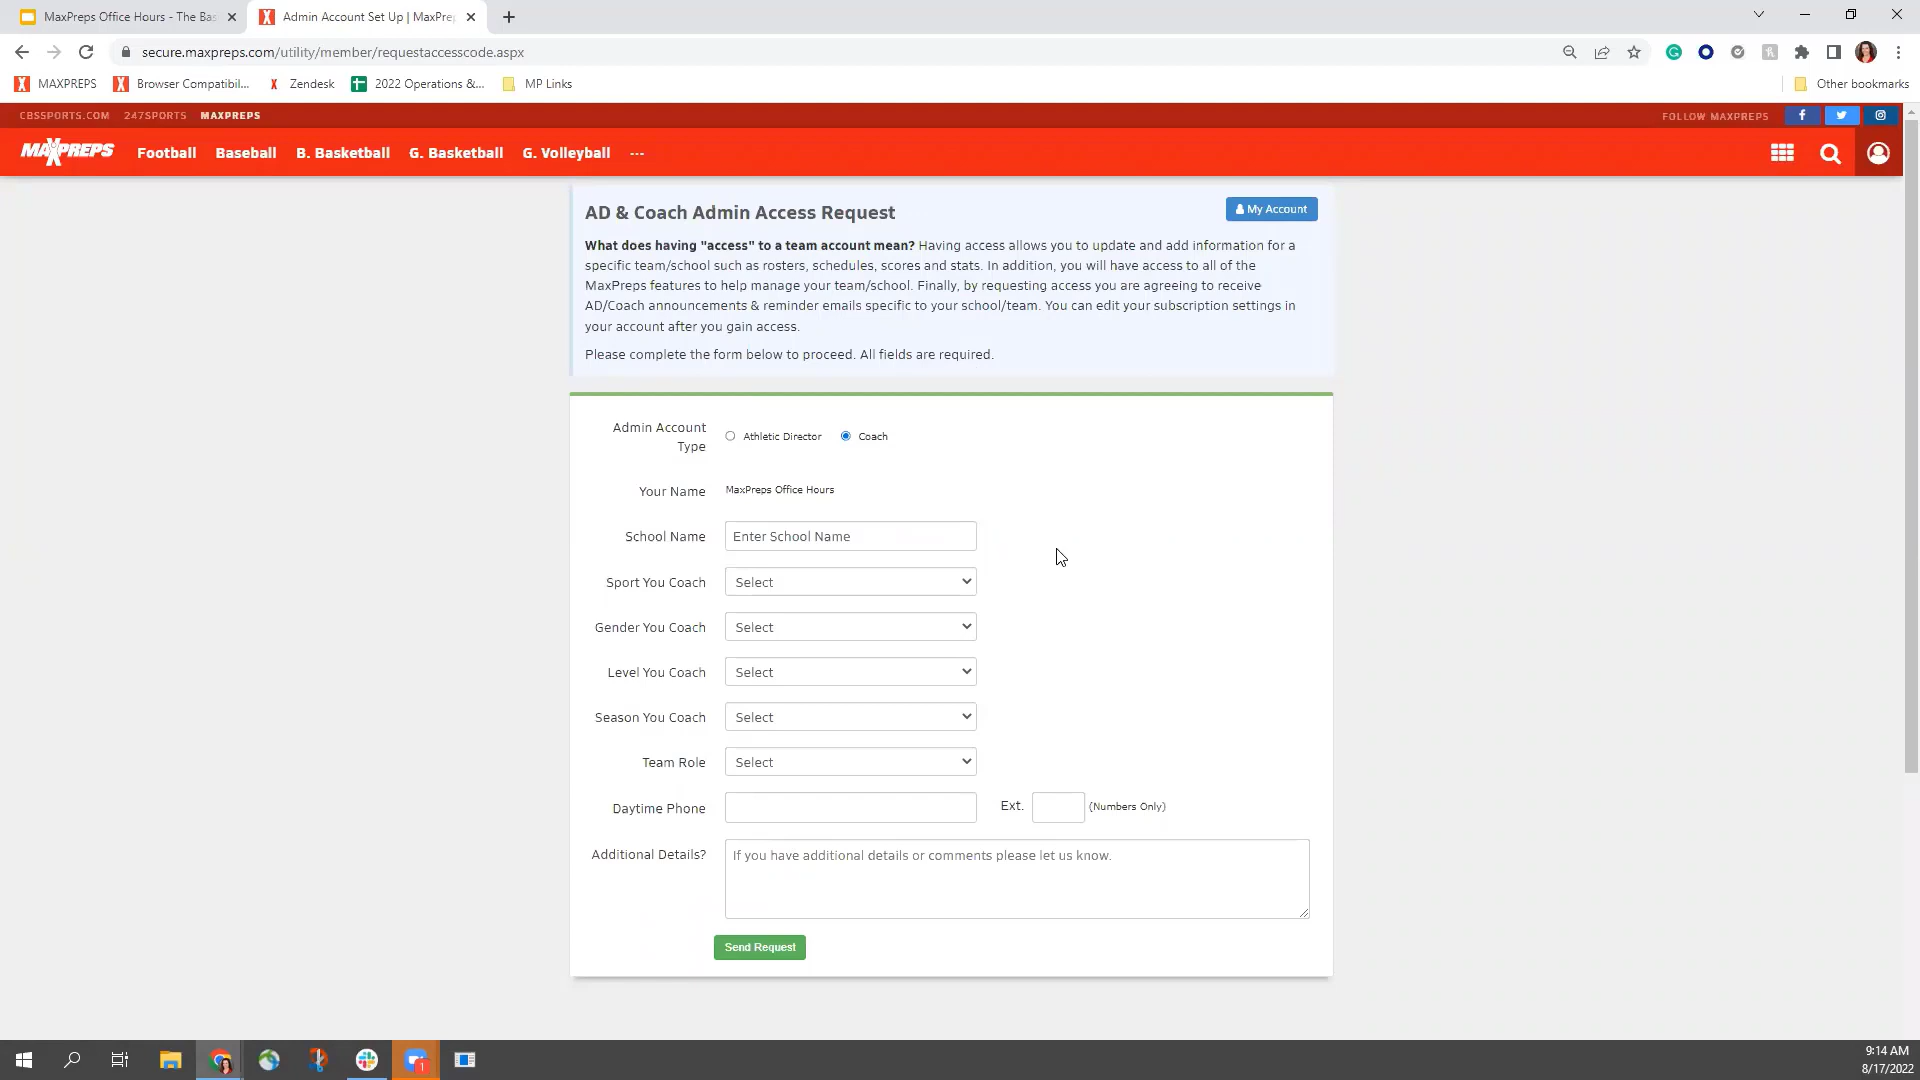 MaxPreps Office Hours - The Bas
Admin Account Set Up | MaxPrep
secure.maxpreps.com/utility/member/requestaccesscode.aspx
MAXPREPS
Browser Compatibil...
Zendesk
2022 Operations &...
MP Links
Other bookmarks
CBSSPORTS.COM 247SPORTS MAXPREPS
FOLLOW MAXPREPS
MAXPREPS Football Baseball B. Basketball G. Basketball G. Volleyball ...
AD & Coach Admin Access Request
My Account
What does having "access" to a team account mean? Having access allows you to update and add information for a
specific team/school such as rosters, schedules, scores and stats. In addition, you will have access to all of the
MaxPreps features to help manage your team/school. Finally, by requesting access you are agreeing to receive
AD/Coach announcements & reminder emails specific to your school/team. You can edit your subscription settings in
your account after you gain access.
Please complete the form below to proceed. All fields are required.
Admin Account
Type
Athletic Director
Coach
Your Name MaxPreps Office Hours
School Name Enter School Name
Sport You Coach Select
Gender You Coach Select
Level You Coach Select
Season You Coach Select
Team Role Select
Daytime Phone Ext. (Numbers Only)
Additional Details? If you have additional details or comments please let us know.
Send Request
1
9:14 AM
8/17/2022